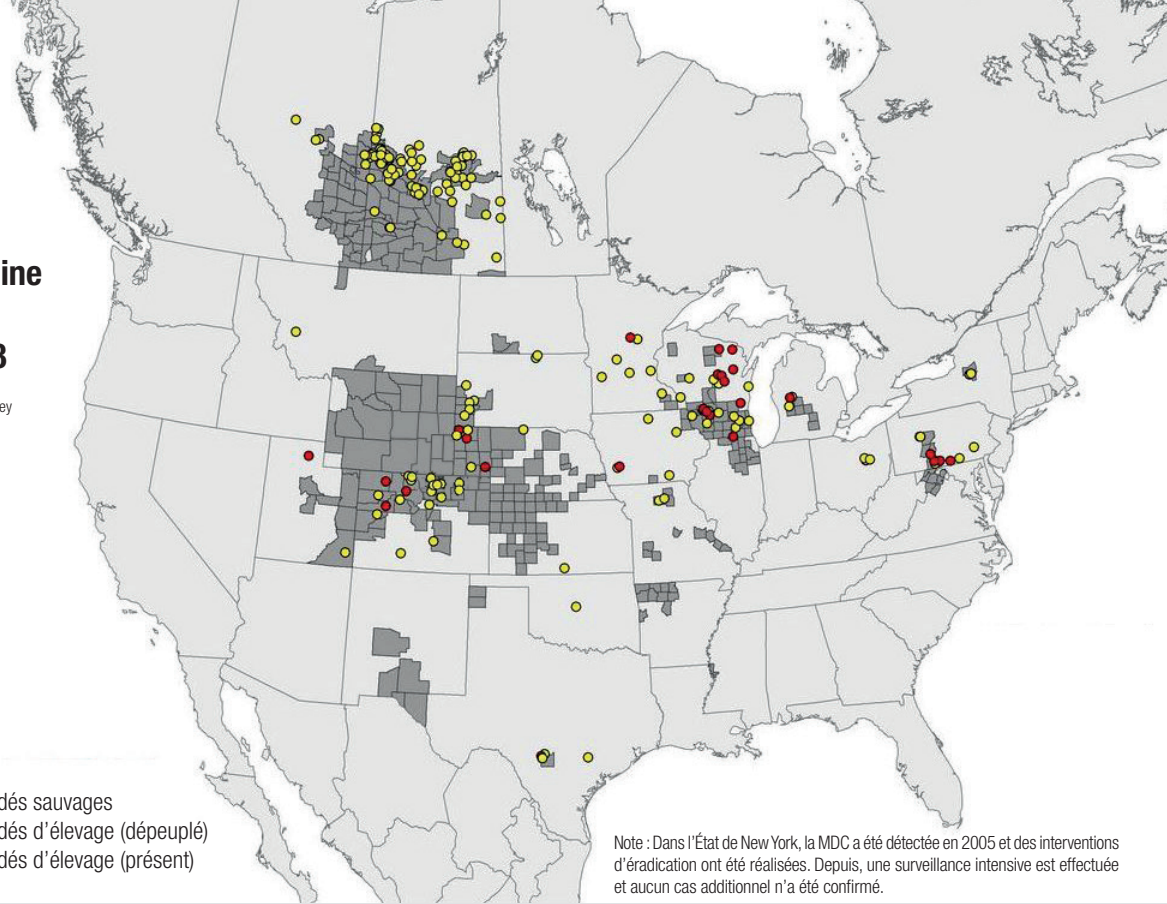 ine
3
ey
dés sauvages
dés d'élevage (dépeuplé)
dés d'élevage (présent)
Note : Dans l'État de New York, la MDC a été détectée en 2005 et des interventions
d'éradication ont été réalisées. Depuis, une surveillance intensive est effectuée
et aucun cas additionnel n'a été confirmé.